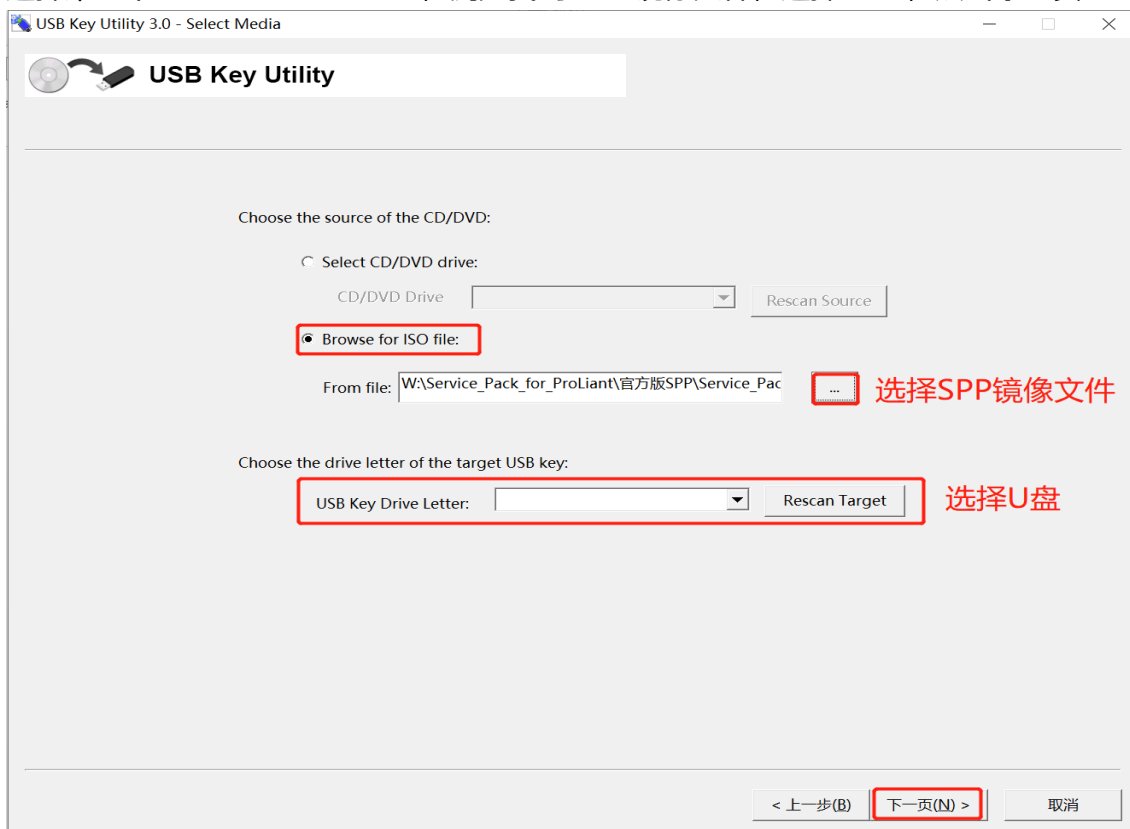 USB Key Utility 3.0 - Select Media
USB Key Utility
Choose the source of the CD/DVD:
Select CD/DVD drive:
CD/DVD Drive
Rescan Source
Browse for ISO file:
From file: W:\Service_Pack_for_ProLiant\官方版SPP\Service_Pac ... 选择SPP镜像文件
Choose the drive letter of the target USB key:
USB Key Drive Letter: Rescan Target 选择U盘
< 上一步(B) 下一页(N) > 取消